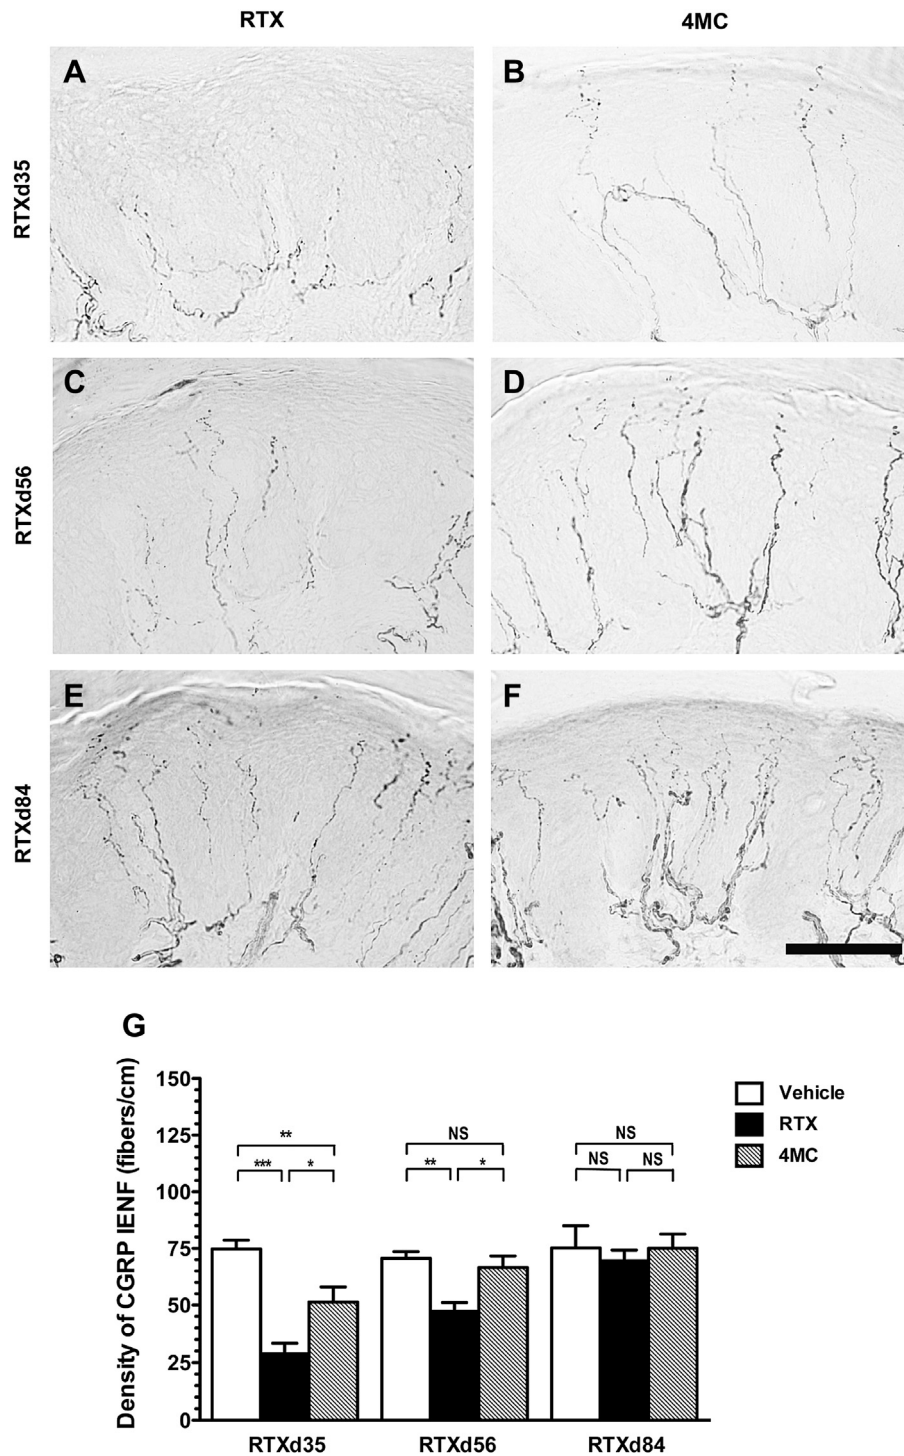 RTX 4MC
RTXd35
A B
RTXd56
C D
RTXd84
E F
G
Density of CGRP IENF (fibers/cm)
150
125
100
75
50
25
0
** NS NS
*** * ** * NS NS
Vehicle
RTX
4MC
RTXd35 RTXd56 RTXd84